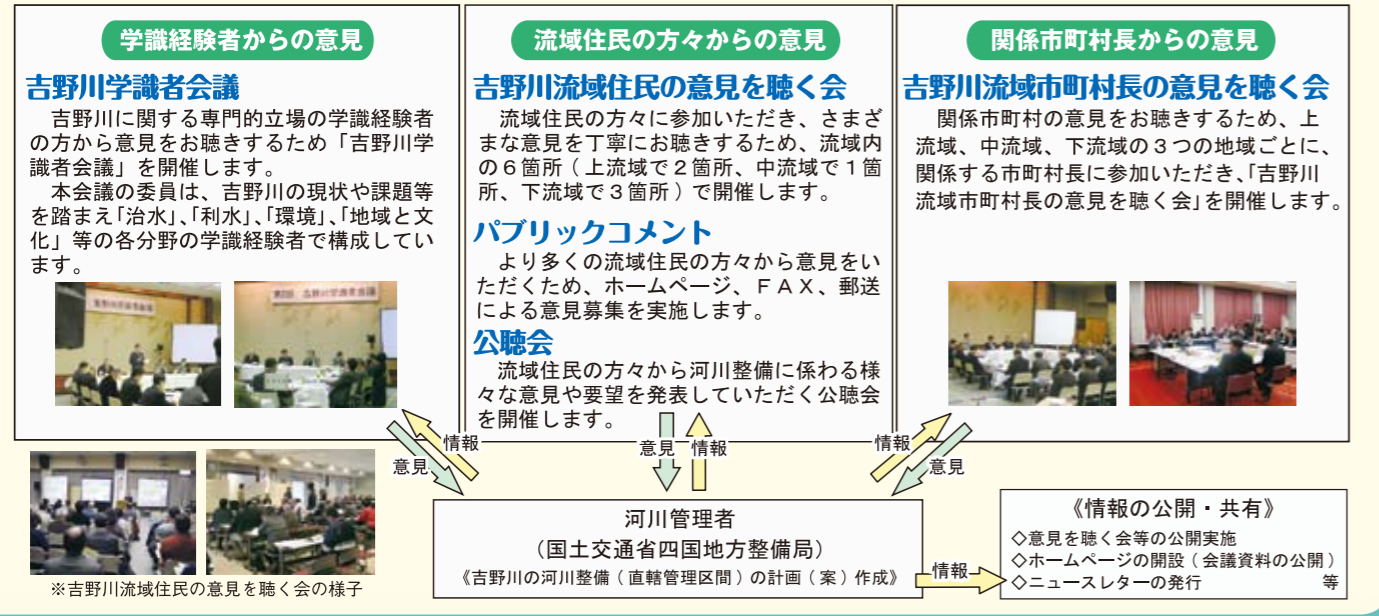 学識経験者からの意見
吉野川学識者会議
吉野川に関する専門的立場の学識経験者
の方から意見をお聴きするため「吉野川学
識者会議」を開催します。
本会議の委員は、吉野川の現状や課題等
を踏まえ「治水」、「利水」、「環境」、「地域と文
化」等の各分野の学識経験者で構成してい
ます。
流域住民の方々からの意見
吉野川流域住民の意見を聴く会
流域住民の方々に参加いただき、さまざ
まな意見を丁寧にお聴きするため、流域内
の6箇所(上流域で2箇所、中流域で1箇
所、下流域で3箇所)で開催します。
パブリックコメント
より多くの流域住民の方々から意見をい
ただくため、ホームページ、FAX、郵送
による意見募集を実施します。
公聴会
流域住民の方々から河川整備に係わる様
々な意見や要望を発表していただく公聴会
を開催します。
関係市町村長からの意見
吉野川流域市町村長の意見を聴く会
関係市町村の意見をお聴きするため、上
流域、中流域、下流域の3つの地域ごとに、
関係する市町村長に参加いただき、「吉野川
流域市町村長の意見を聴く会」を開催します。
吉野川学識者会議
第2回 吉野川学識者会議
情報
意見
意見
情報
情報
意見
※吉野川流域住民の意見を聴く会の様子
河川管理者
(国土交通省四国地方整備局)
《吉野川の河川整備(直轄管理区間)の計画(案)作成》
情報
《情報の公開・共有》
◇意見を聴く会等の公開実施
◇ホームページの開設(会議資料の公開)
◇ニュースレターの発行 等